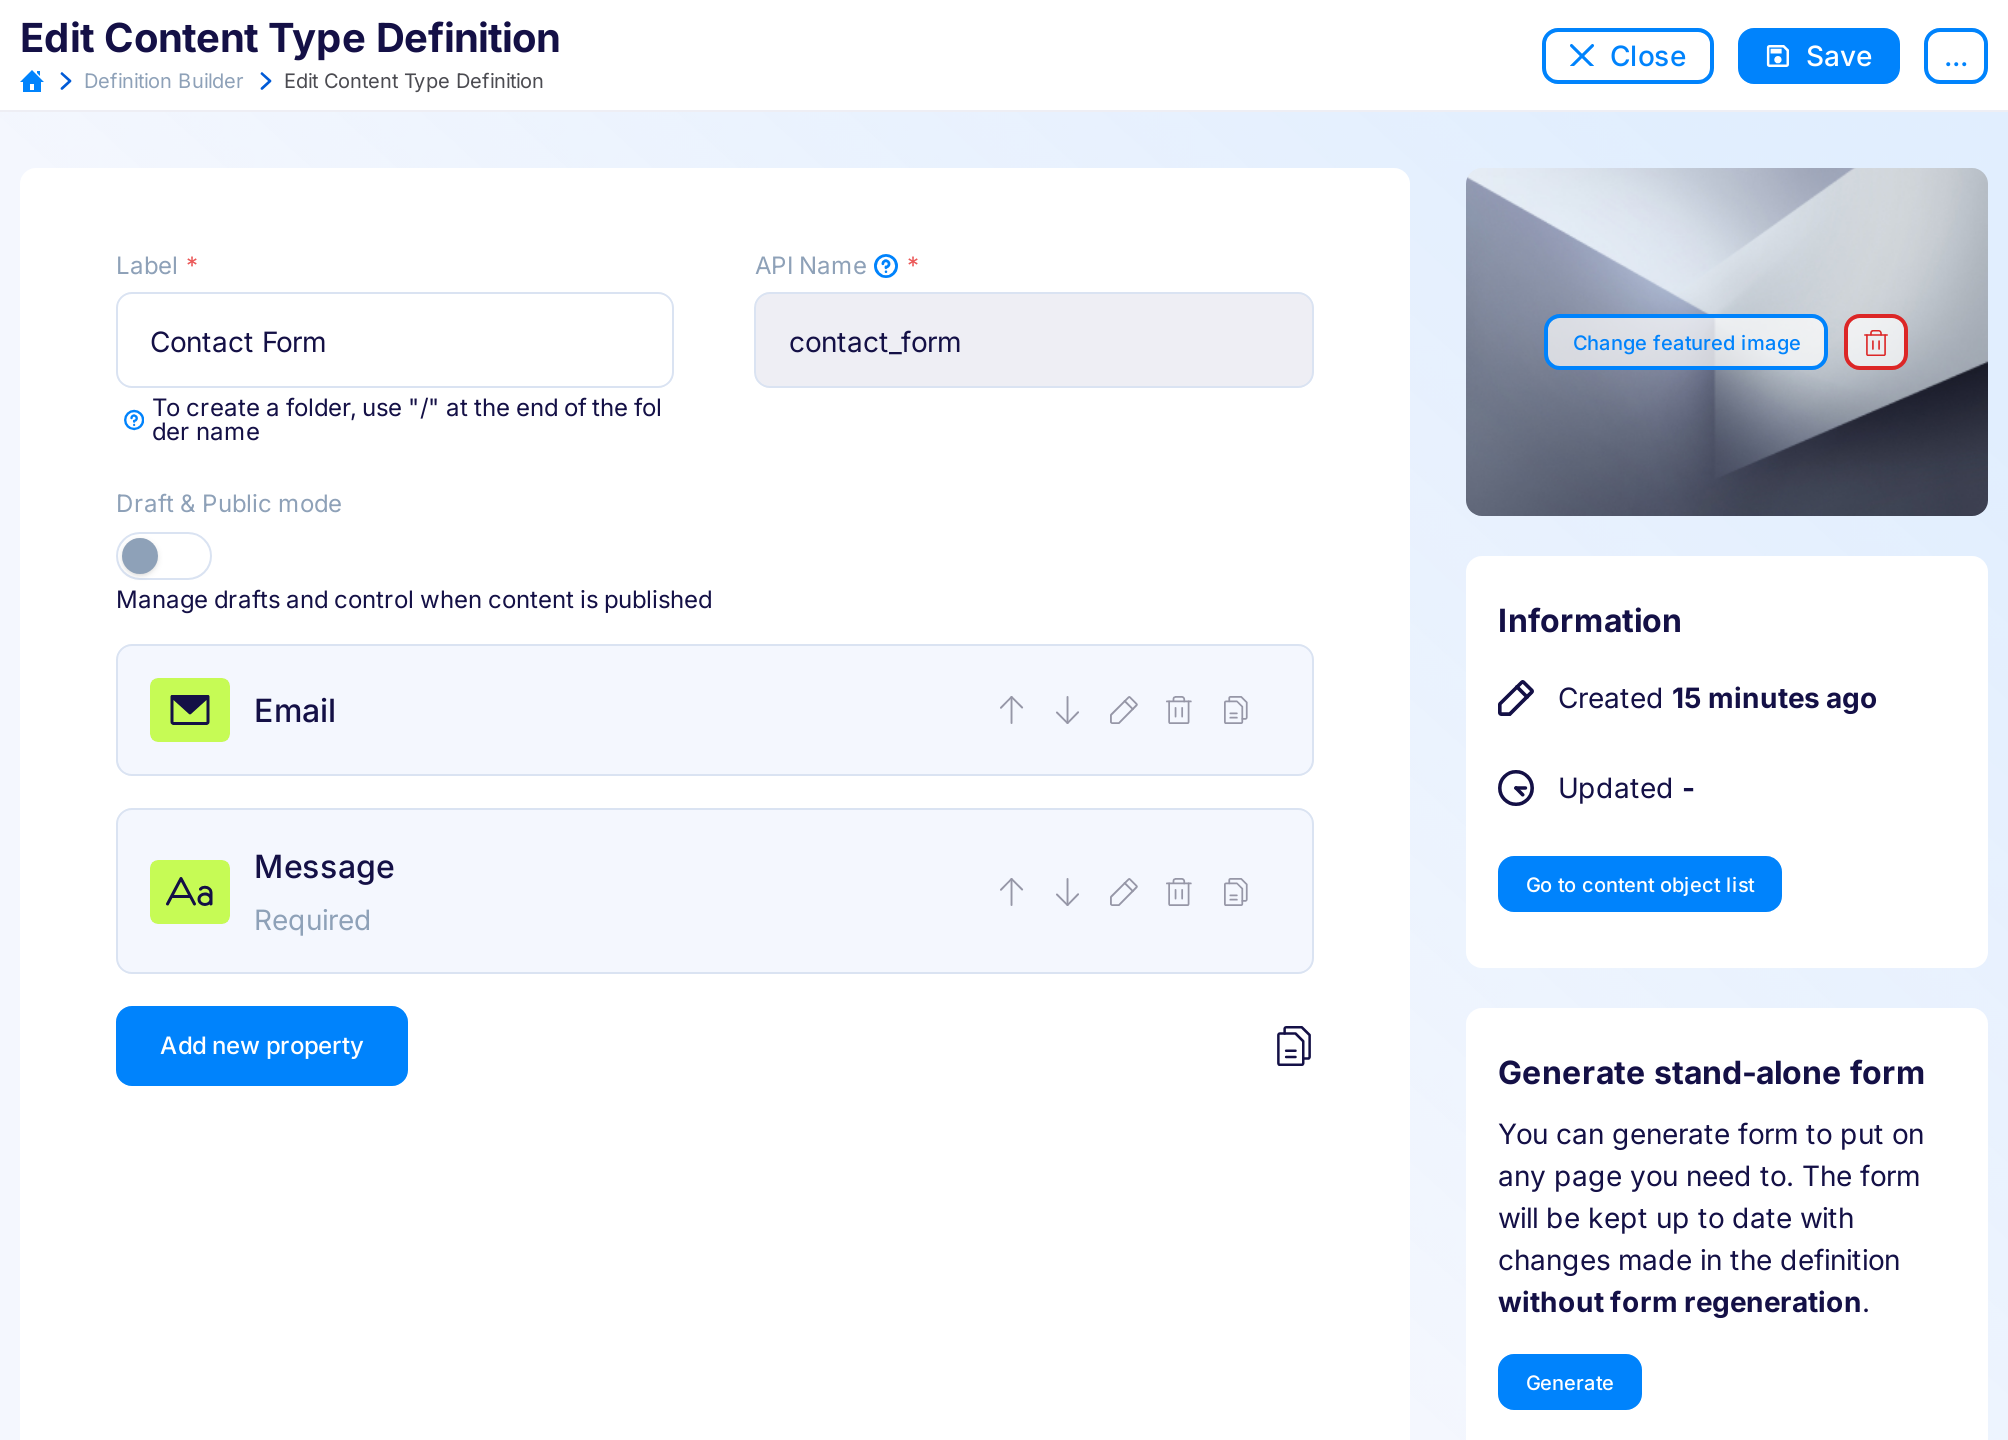 Edit Content Type Definition
Definition Builder
Edit Content Type Definition
Close
Save
...
Label *
API Name *
Contact Form
contact_form
To create a folder, use "/" at the end of the fol
der name
Draft & Public mode
Manage drafts and control when content is published
Email
Aa
Message
Required
Add new property
Change featured image
Information
Created 15 minutes ago
Updated -
Go to content object list
Generate stand-alone form
You can generate form to put on
any page you need to. The form
will be kept up to date with
changes made in the definition
without form regeneration.
Generate